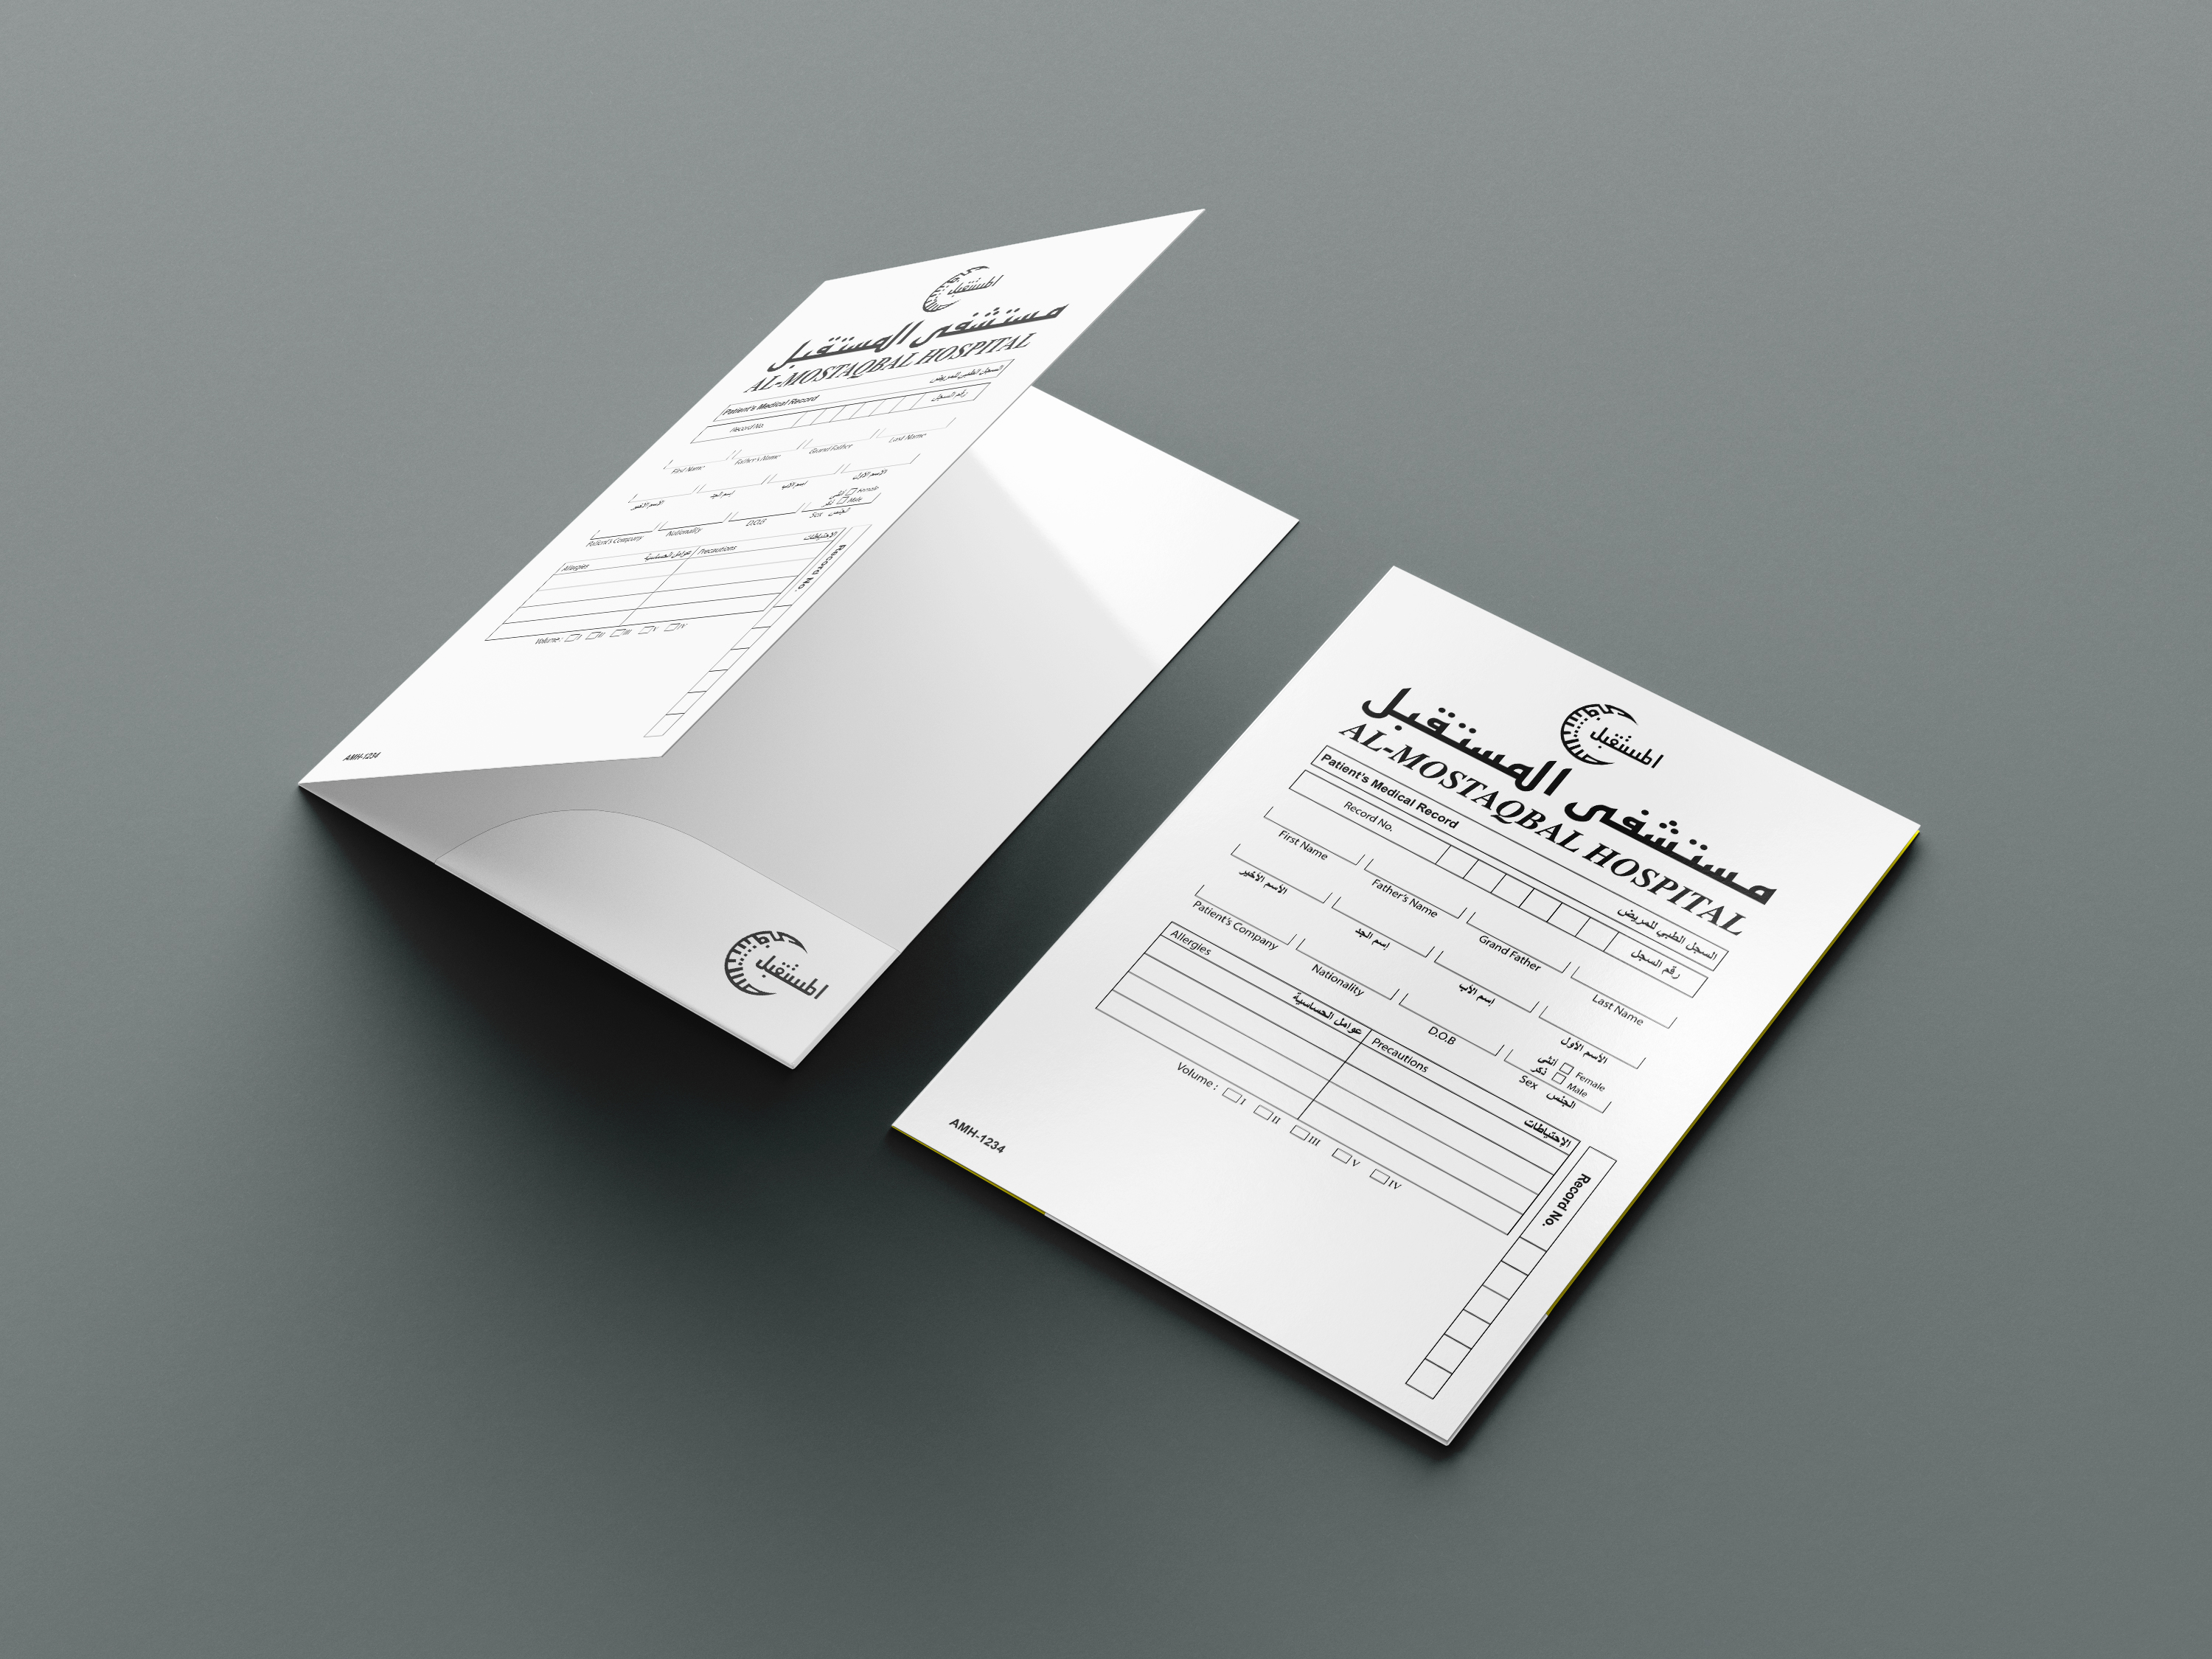 المستقبل
مستشفى المستقبل
AL-MOSTAQBAL HOSPITAL
Patient's Medical Record السجل الطبي للمريض
Record No. رقم السجل
First Name Father's Name Grand Father Last Name
الأسم الأخير إسم الجد إسم الأب الأسم الأول
أنثى Female
ذكر Male
Patient's Company Nationality D.O.B Sex الجنس
Allergies عوامل الحساسية Precautions الإحتياطات
Volume : I II III V IV
Record No.
AMH-1234
المستقبل
المستقبل
مستشفى المستقبل
AL-MOSTAQBAL HOSPITAL
Patient's Medical Record السجل الطبي للمريض
Record No. رقم السجل
First Name Father's Name Grand Father Last Name
الأسم الأخير إسم الجد إسم الأب الأسم الأول
أنثى Female
ذكر Male
Patient's Company Nationality D.O.B Sex الجنس
Allergies عوامل الحساسية Precautions الإحتياطات
Volume : I II III V IV
Record No.
AMH-1234